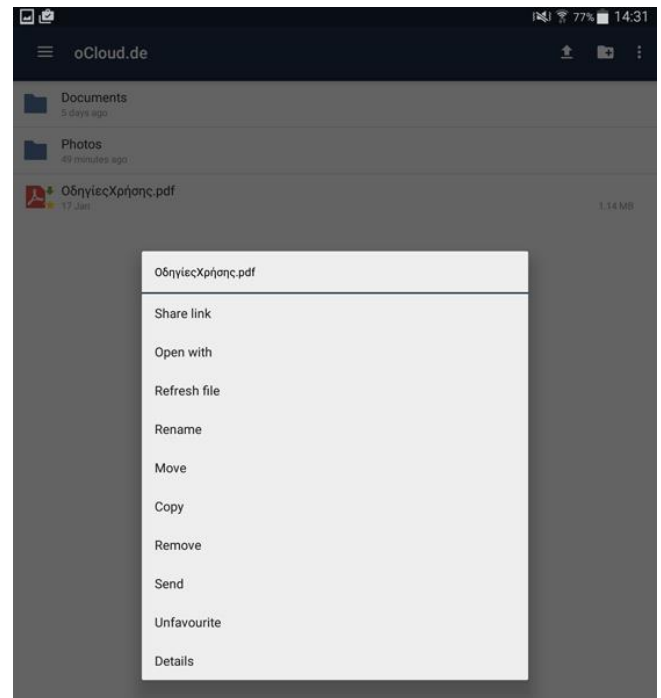 77% 14:31
oCloud.de
Documents
5 days ago
Photos
49 minutes ago
ΟδηγίεςΧρήσης.pdf
17 Jan 1.14 MB
ΟδηγίεςΧρήσης.pdf
Share link
Open with
Refresh file
Rename
Move
Copy
Remove
Send
Unfavourite
Details